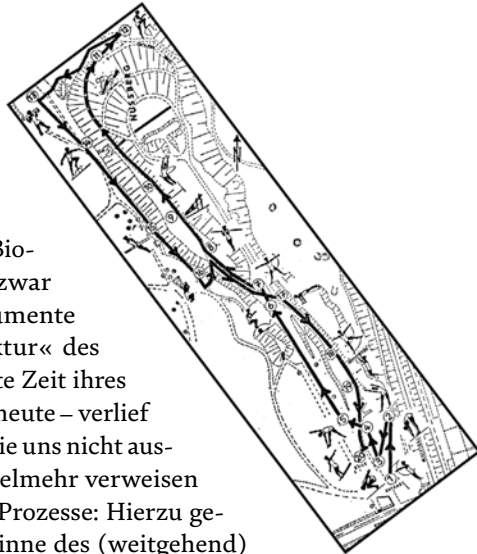 Bio-
zwar
umente
ktur« des
te Zeit ihres
heute – verlief
ie uns nicht aus-
elmehr verweisen
Prozesse: Hierzu ge-
inne des (weitgehend)